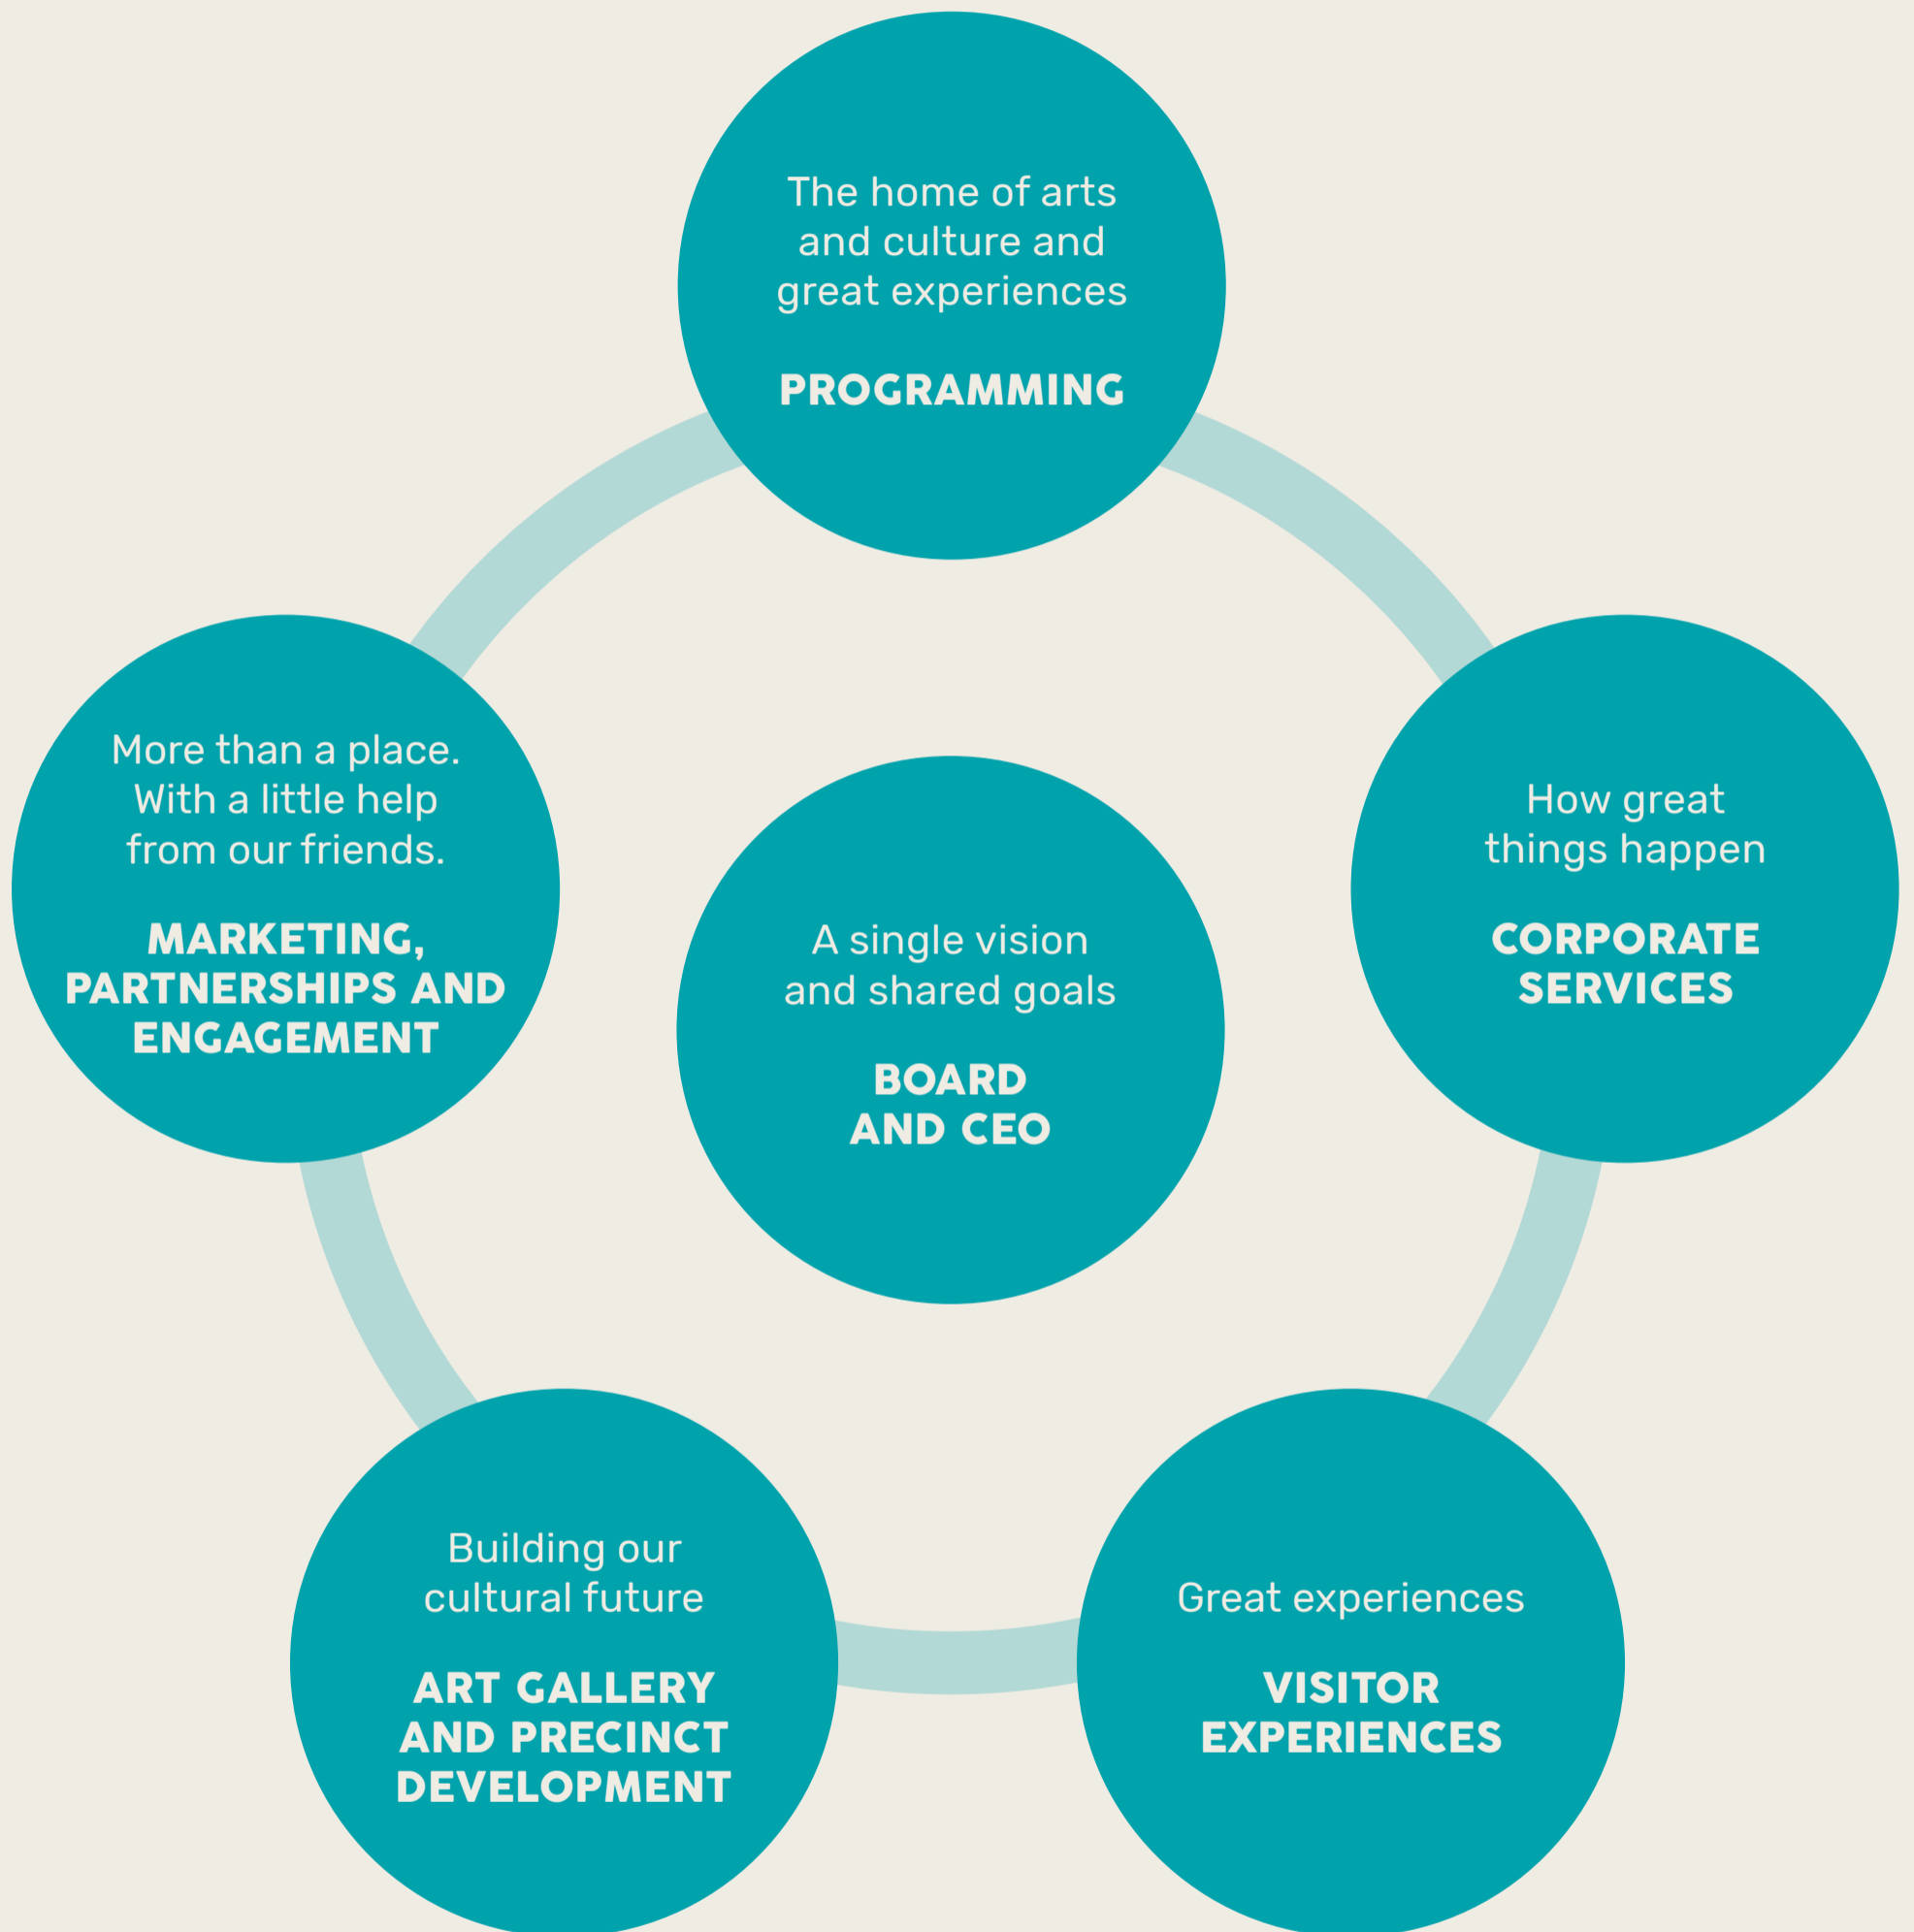 The home of arts
and culture and
great experiences
PROGRAMMING
More than a place.
With a little help
from our friends.
MARKETING,
PARTNERSHIPS AND
ENGAGEMENT
A single vision
and shared goals
BOARD
AND CEO
How great
things happen
CORPORATE
SERVICES
Building our
cultural future
ART GALLERY
AND PRECINCT
DEVELOPMENT
Great experiences
VISITOR
EXPERIENCES